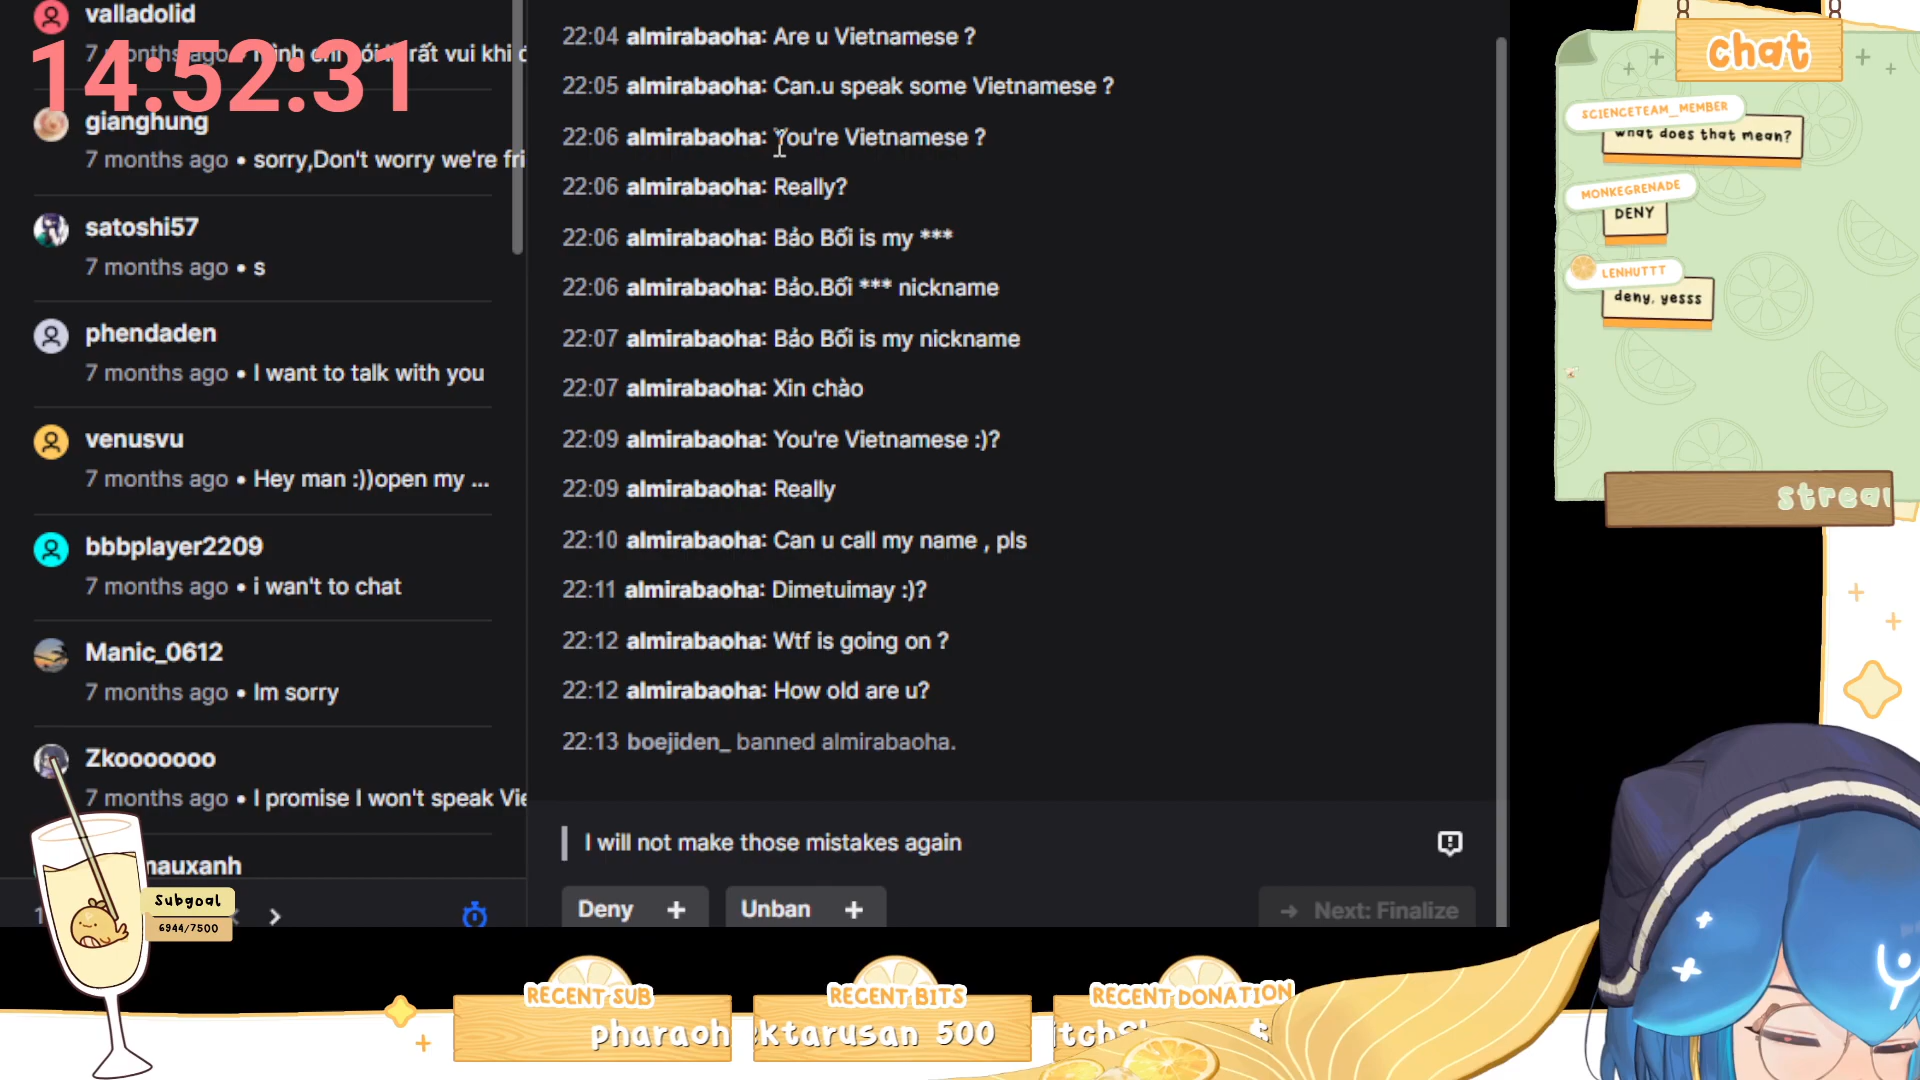 valladolid
7 months ago
rất vui khi
14:52:31
gianghung
7 months ago • sorry,Don't worry we're fri
satoshi57
7 months ago • s
phendaden
7 months ago • I want to talk with you
venusvu
7 months ago • Hey man :))open my ...
bbbplayer2209
7 months ago • i wan't to chat
Manic_0612
7 months ago • Im sorry
Zkooooooo
7 months ago • I promise I won't speak Vie
mauxanh
Subgoal
6944/7500
22:04 almirabaoha: Are u Vietnamese ?
22:05 almirabaoha: Can.u speak some Vietnamese ?
22:06 almirabaoha: You're Vietnamese ?
22:06 almirabaoha: Really?
22:06 almirabaoha: Bảo Bối is my ***
22:06 almirabaoha: Bảo.Bối *** nickname
22:07 almirabaoha: Bảo Bối is my nickname
22:07 almirabaoha: Xin chào
22:09 almirabaoha: You're Vietnamese :)?
22:09 almirabaoha: Really
22:10 almirabaoha: Can u call my name , pls
22:11 almirabaoha: Dimetuimay :)?
22:12 almirabaoha: Wtf is going on ?
22:12 almirabaoha: How old are u?
22:13 boejiden_ banned almirabaoha.
I will not make those mistakes again
Deny +
Unban +
→ Next: Finalize
chat
SCIENCETEAM_MEMBER
what does that mean?
MONKEGRENADE
DENY
LENHUTTT
deny, yesss
strea
RECENT SUB
pharaoh
RECENT BITS
ktarusan 500
RECENT DONATION
itch